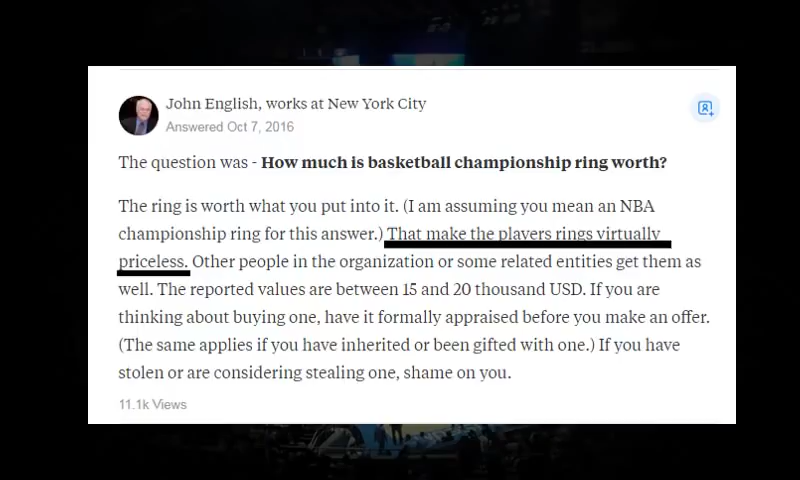 John English, works at New York City
Answered Oct 7, 2016
The question was - How much is basketball championship ring worth?
The ring is worth what you put into it. (I am assuming you mean an NBA
championship ring for this answer.) That make the players rings virtually
priceless. Other people in the organization or some related entities get them as
well. The reported values are between 15 and 20 thousand USD. If you are
thinking about buying one, have it formally appraised before you make an offer.
(The same applies if you have inherited or been gifted with one.) If you have
stolen or are considering stealing one, shame on you.
11.1k Views